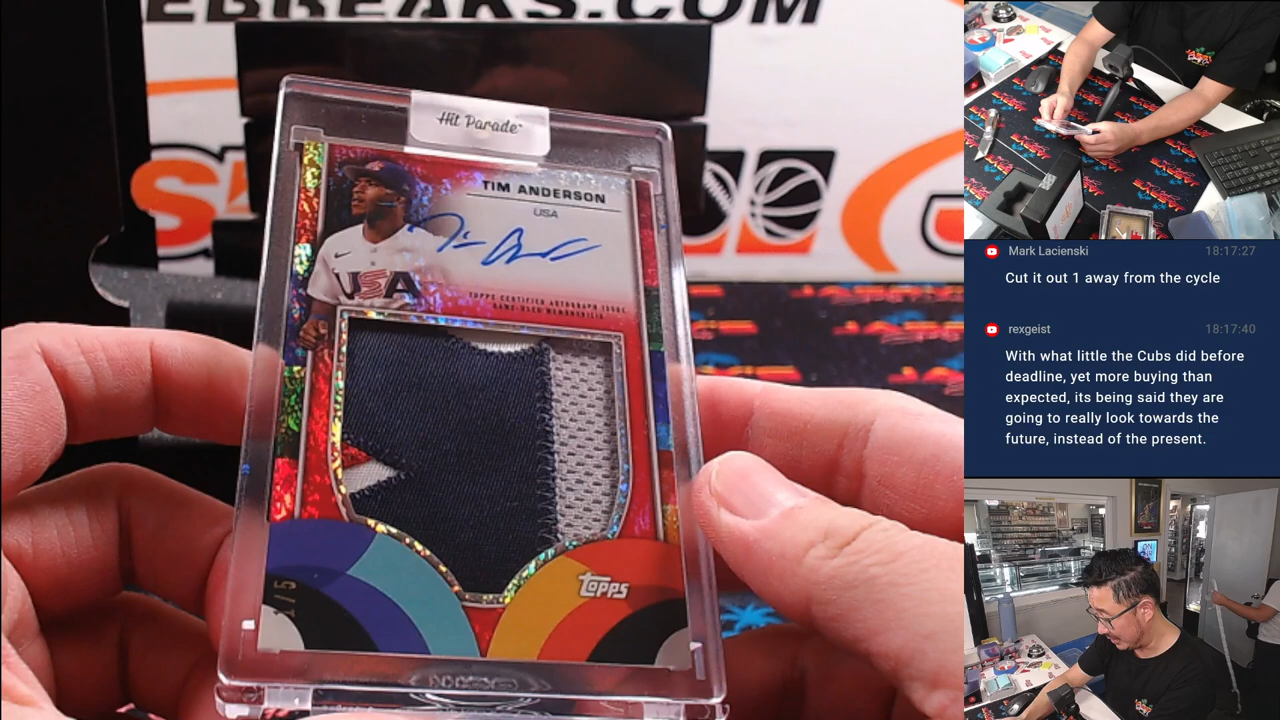 EBREAKS.COM
Hit Parade
TIM ANDERSON
USA
USA
TOPPS CERTIFIED AUTOGRAPH ISSUE
GAME-USED MEMORABILIA
topps
Mark Lacienski 18:17:27
Cut it out 1 away from the cycle
rexgeist 18:17:40
With what little the Cubs did before
deadline, yet more buying than
expected, its being said they are
going to really look towards the
future, instead of the present.